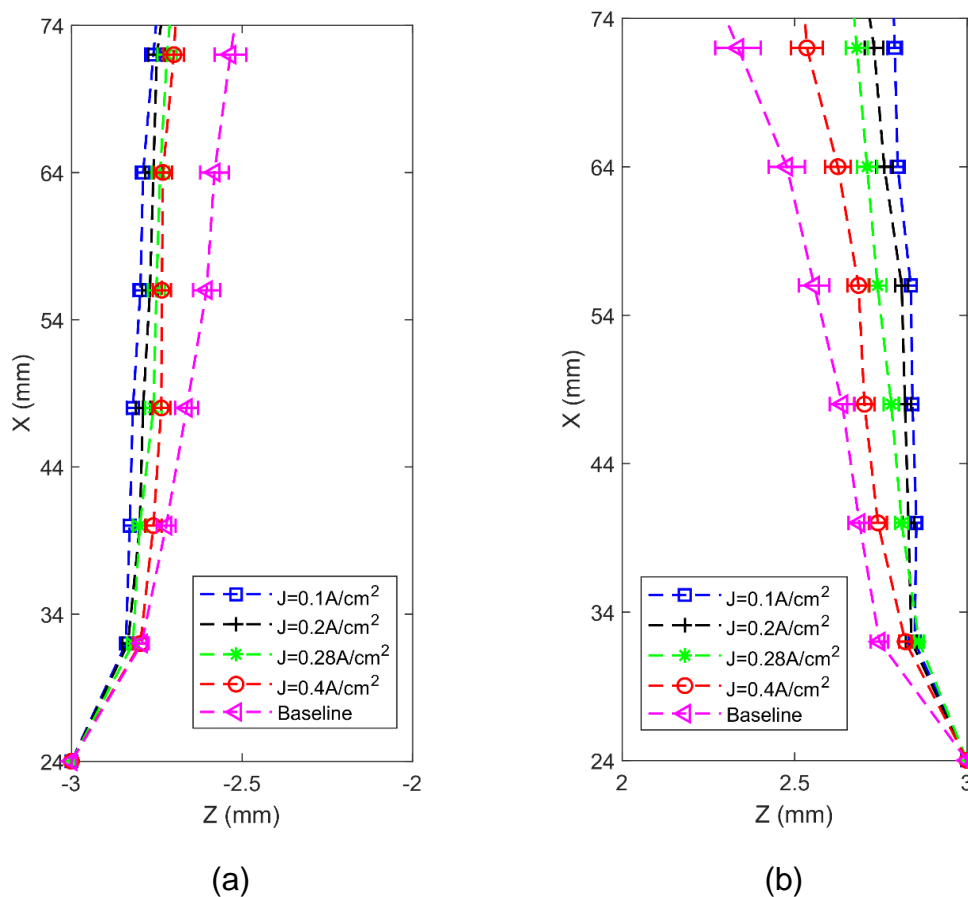 74
64
54
44
34
24
X (mm)
-3
-2.5
-2
Z (mm)
J=0.1A/cm²
J=0.2A/cm²
J=0.28A/cm²
J=0.4A/cm²
Baseline
(a)
74
64
54
44
34
24
X (mm)
2
2.5
3
Z (mm)
J=0.1A/cm²
J=0.2A/cm²
J=0.28A/cm²
J=0.4A/cm²
Baseline
(b)